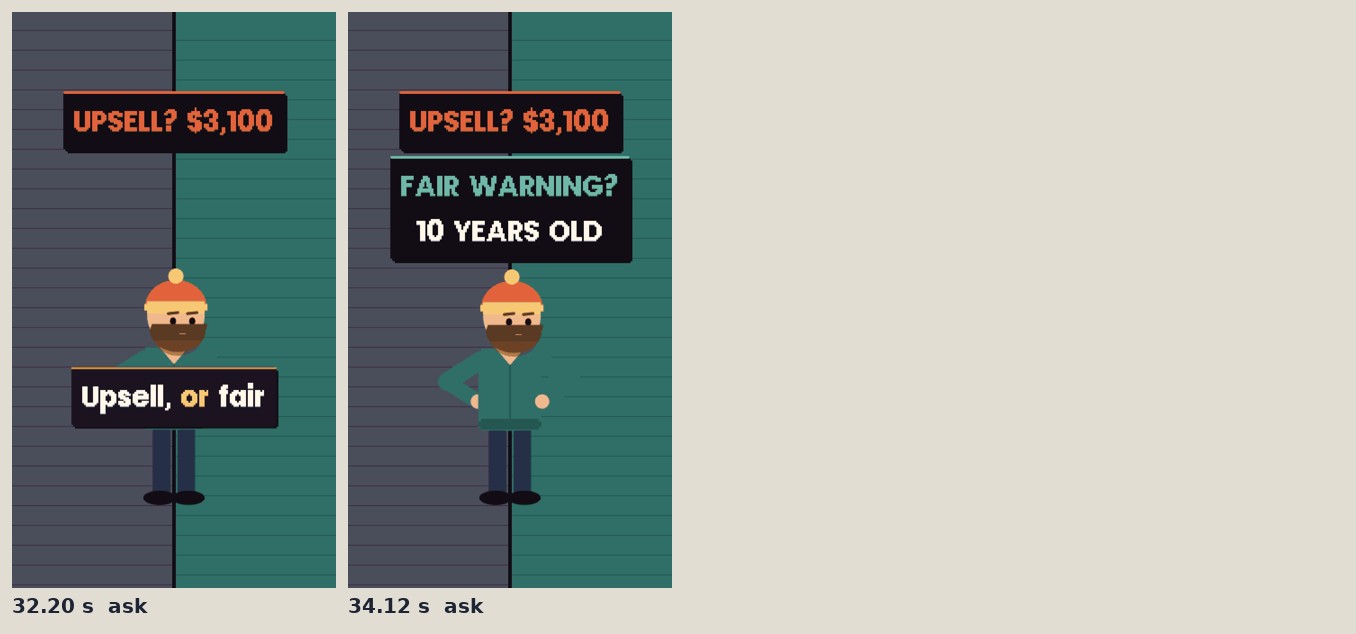 UPSELL? $3,100
Upsell, or fair
32.20 s ask
UPSELL? $3,100
FAIR WARNING?
10 YEARS OLD
34.12 s ask